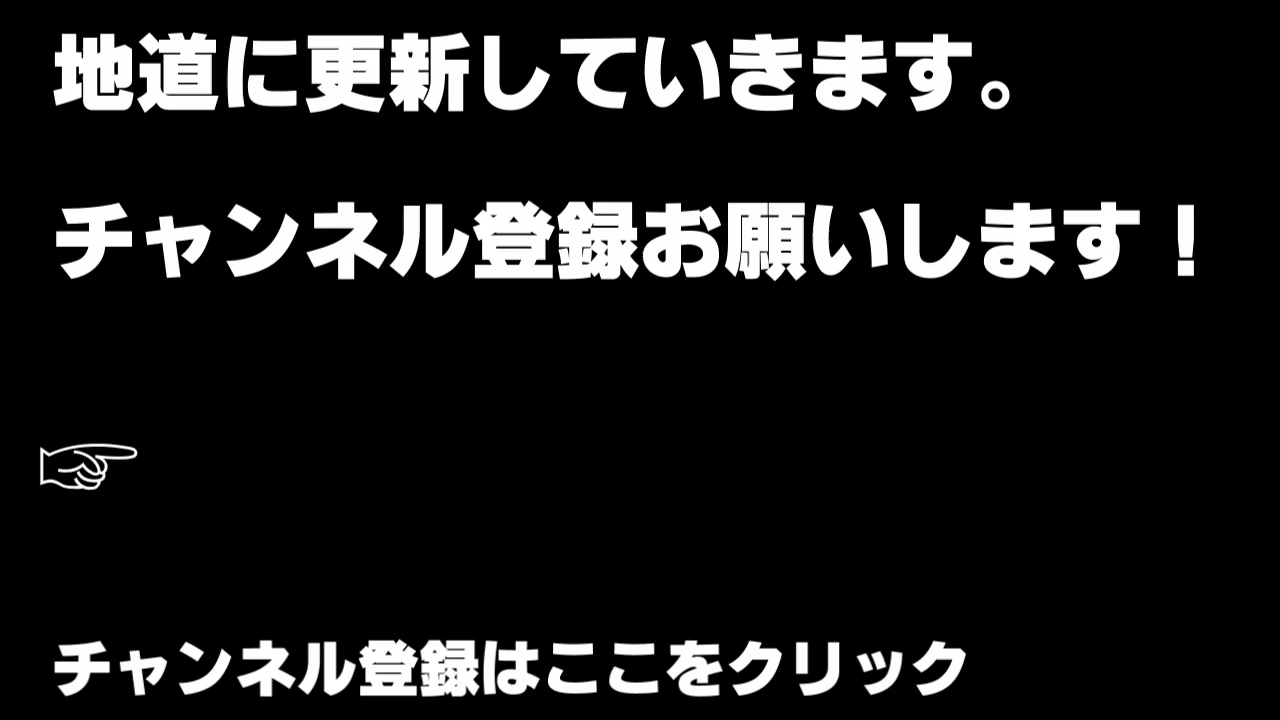 地道に更新していきます。
チャンネル登録お願いします！
☞
チャンネル登録はここをクリック